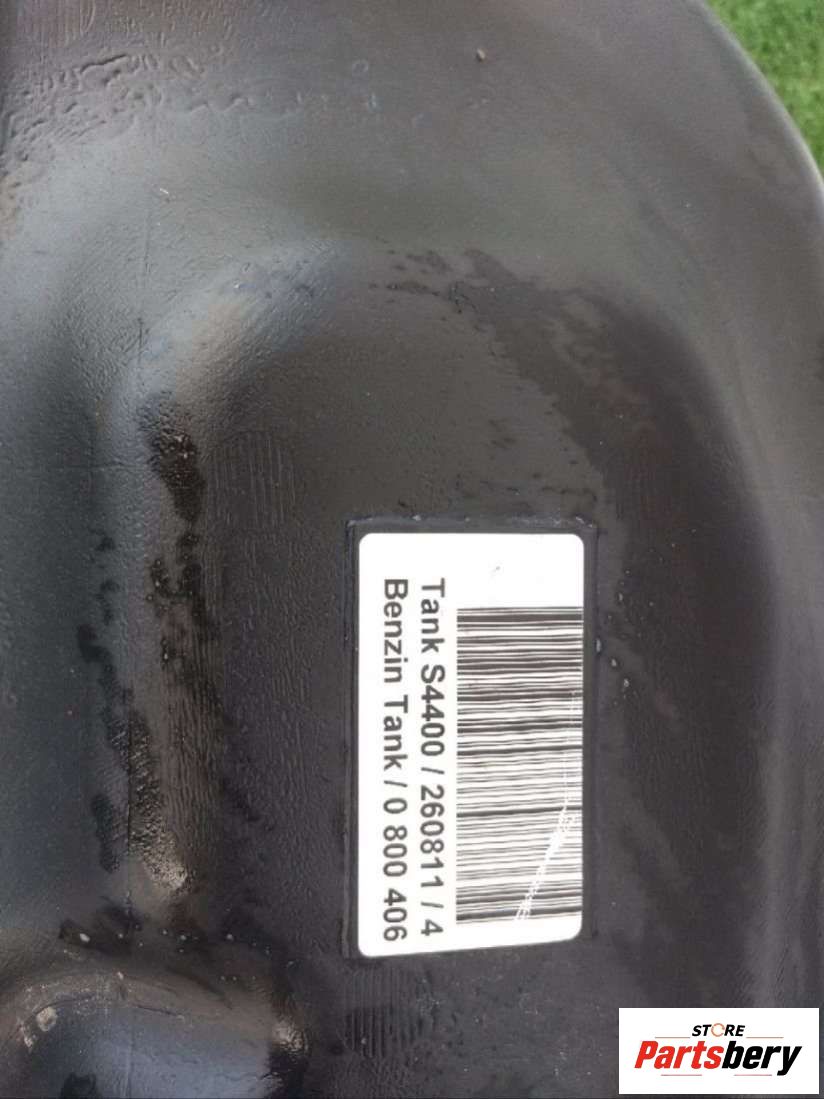 Tank S4400 / 260811 / 4
Benzin Tank / 0 800 406
STORE
Partsbery